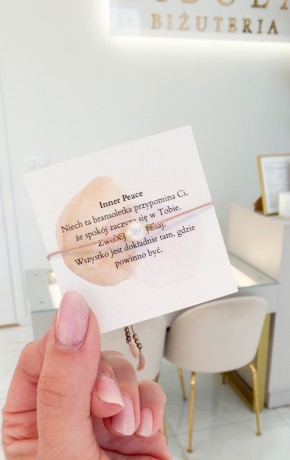 BIŻUTERIA
Inner Peace
Niech ta bransoletka przypomina Ci,
że spokój zaczyna się w Tobie.
Wszystko jest dokładnie tam, gdzie
powinno być.